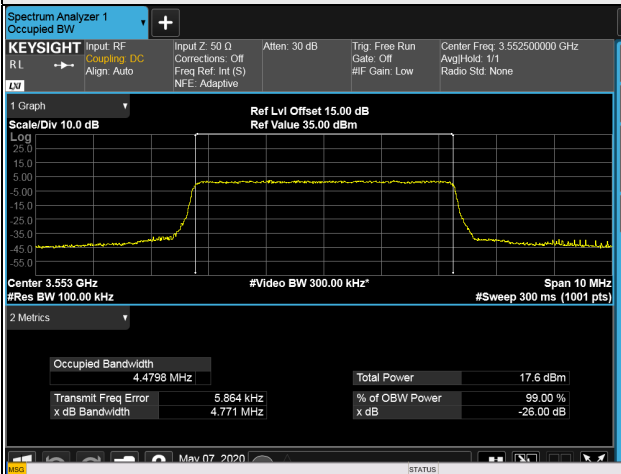 Spectrum Analyzer 1
Occupied BW
+
KEYSIGHT Input: RF Input Z: 50 Ω Atten: 30 dB Trig: Free Run Center Freq: 3.552500000 GHz
RL Coupling: DC Corrections: Off Gate: Off Avg|Hold: 1/1
Align: Auto Freq Ref: Int (S) #IF Gain: Low Radio Std: None
LXI NFE: Adaptive
1 Graph
Ref Lvl Offset 15.00 dB
Scale/Div 10.0 dB Ref Value 35.00 dBm
Log
25.0
15.0
5.00
-5.00
-15.0
-25.0
-35.0
-45.0
-55.0
Center 3.553 GHz #Video BW 300.00 kHz* Span 10 MHz
#Res BW 100.00 kHz #Sweep 300 ms (1001 pts)
2 Metrics
Occupied Bandwidth
4.4798 MHz Total Power 17.6 dBm
Transmit Freq Error 5.864 kHz % of OBW Power 99.00 %
x dB Bandwidth 4.771 MHz x dB -26.00 dB
May 07, 2020
MSG STATUS